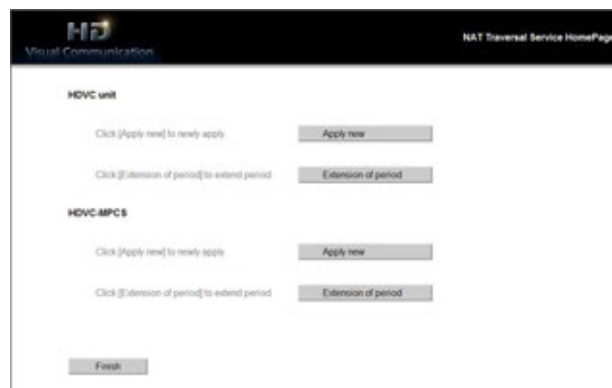 HD
Visual Communication
NAT Traversal Service HomePage
HDVC unit
Click [Apply new] to newly apply.
Apply new
Click [Extension of period] to extend period
Extension of period
HDVC-MPCS
Click [Apply new] to newly apply.
Apply new
Click [Extension of period] to extend period
Extension of period
Finish